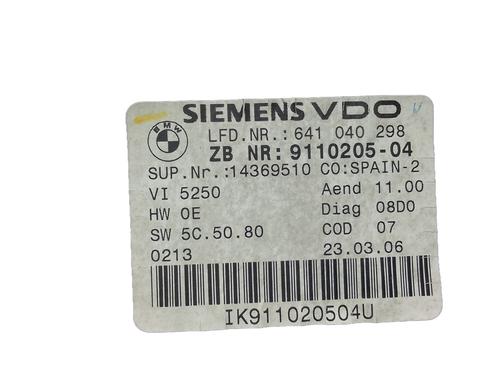 BMW
SIEMENS VDO
LFD.NR.:641 040 298
ZB NR:9110205-04
SUP.Nr.:14369510 CO:SPAIN-2
VI 5250 Aend 11.00
HW 0E Diag 08D0
SW 5C.50.80 COD 07
0213 23.03.06
IK911020504U